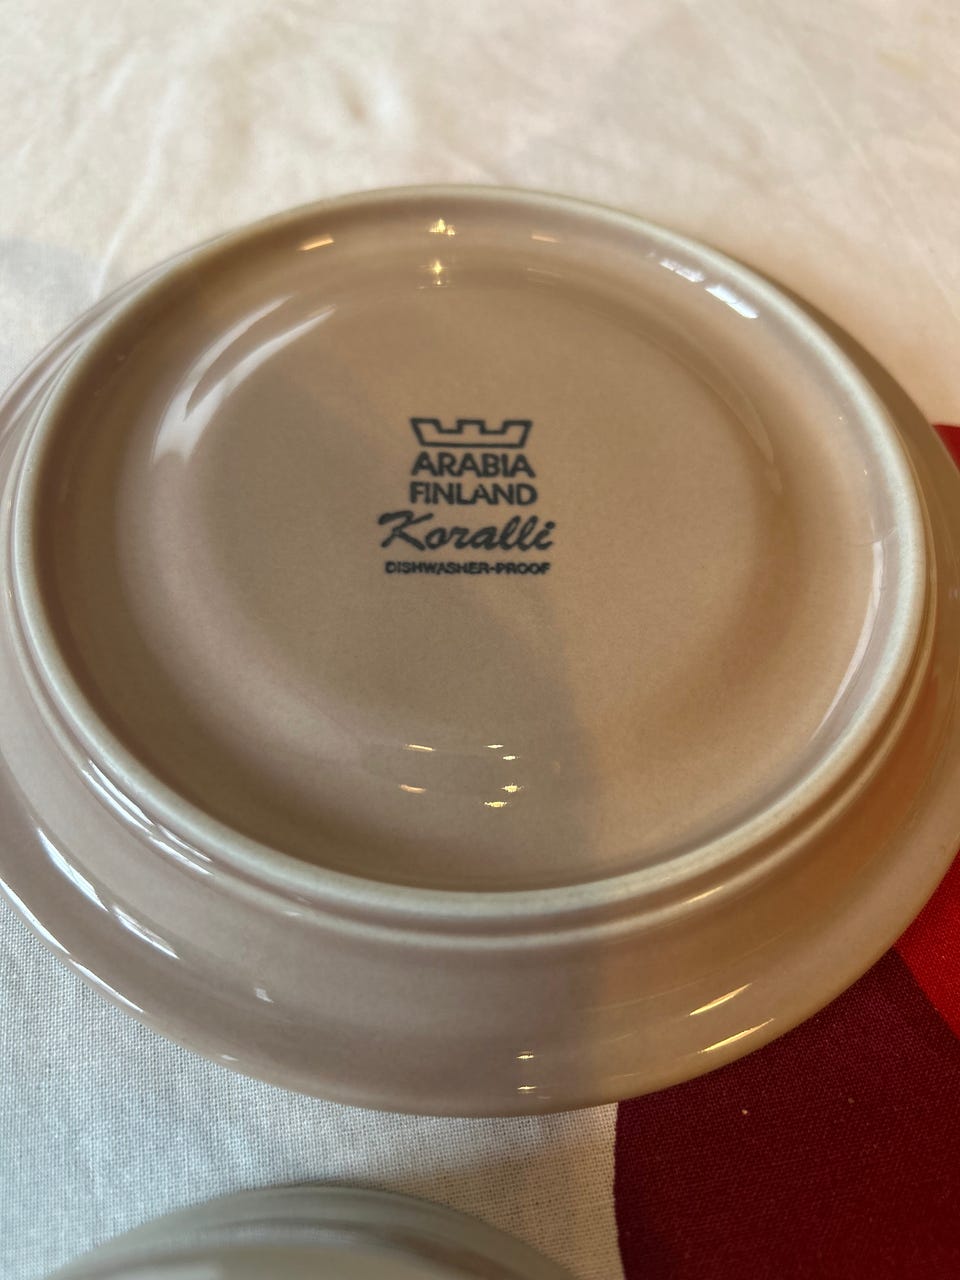 ARABIA
FINLAND
Koralli
DISHWASHER-PROOF